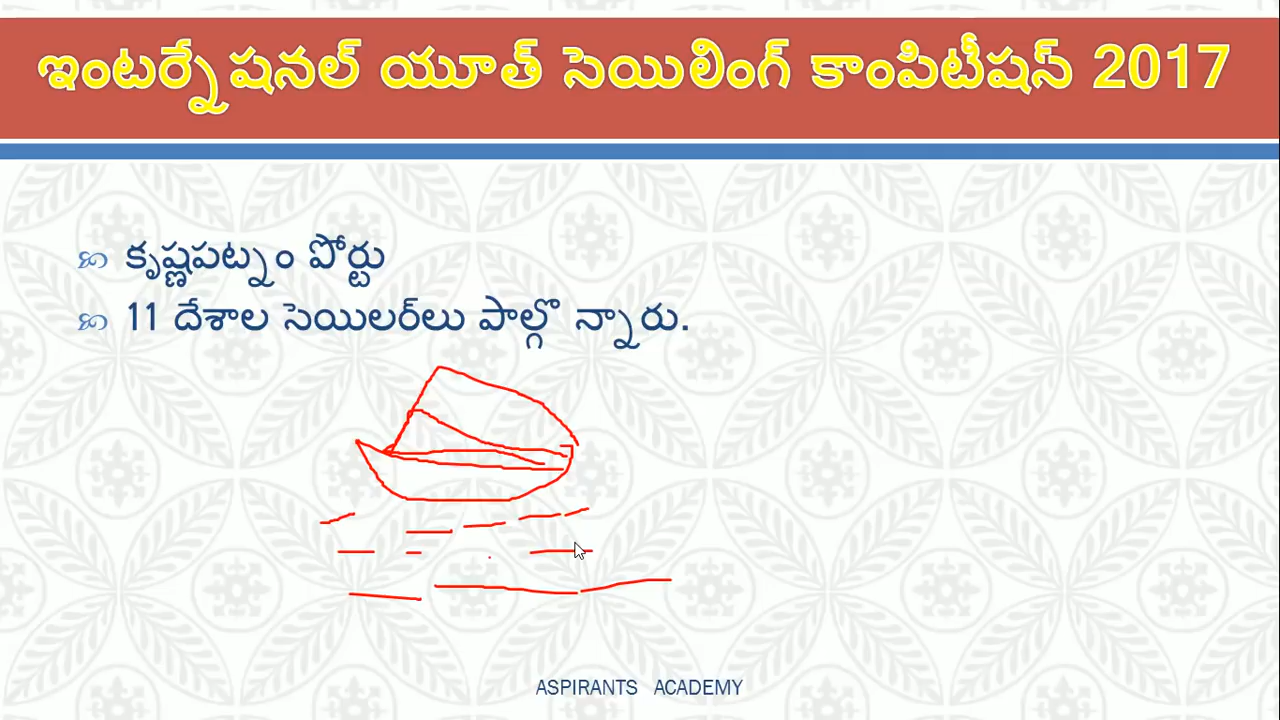 ఇంటర్నేషనల్ యూత్ సెయిలింగ్ కాంపిటీషన్ 2017
కృష్ణపట్నం పోర్టు
11 దేశాల సెయిలర్‌లు పాల్గొన్నారు.
ASPIRANTS ACADEMY